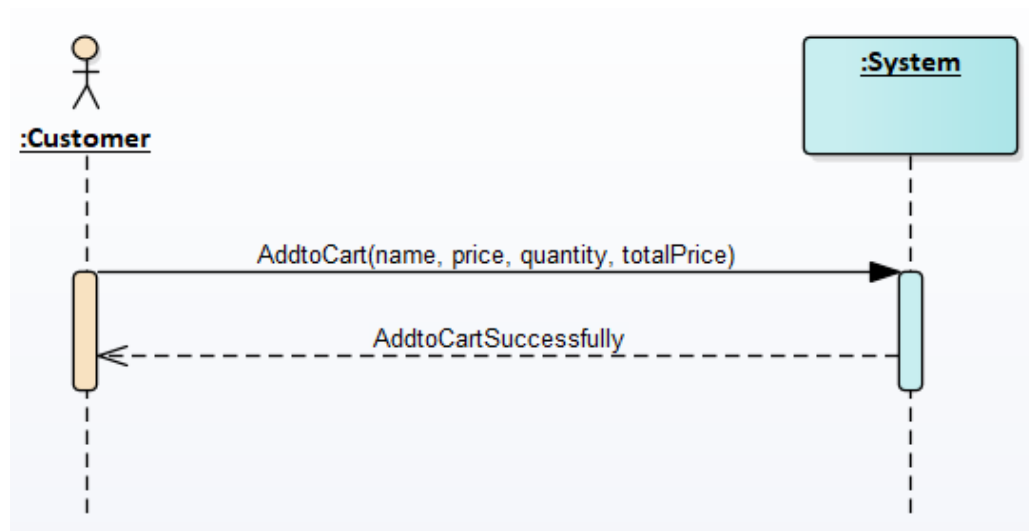 :System
:Customer
AddtoCart(name, price, quantity, totalPrice)
AddtoCartSuccessfully